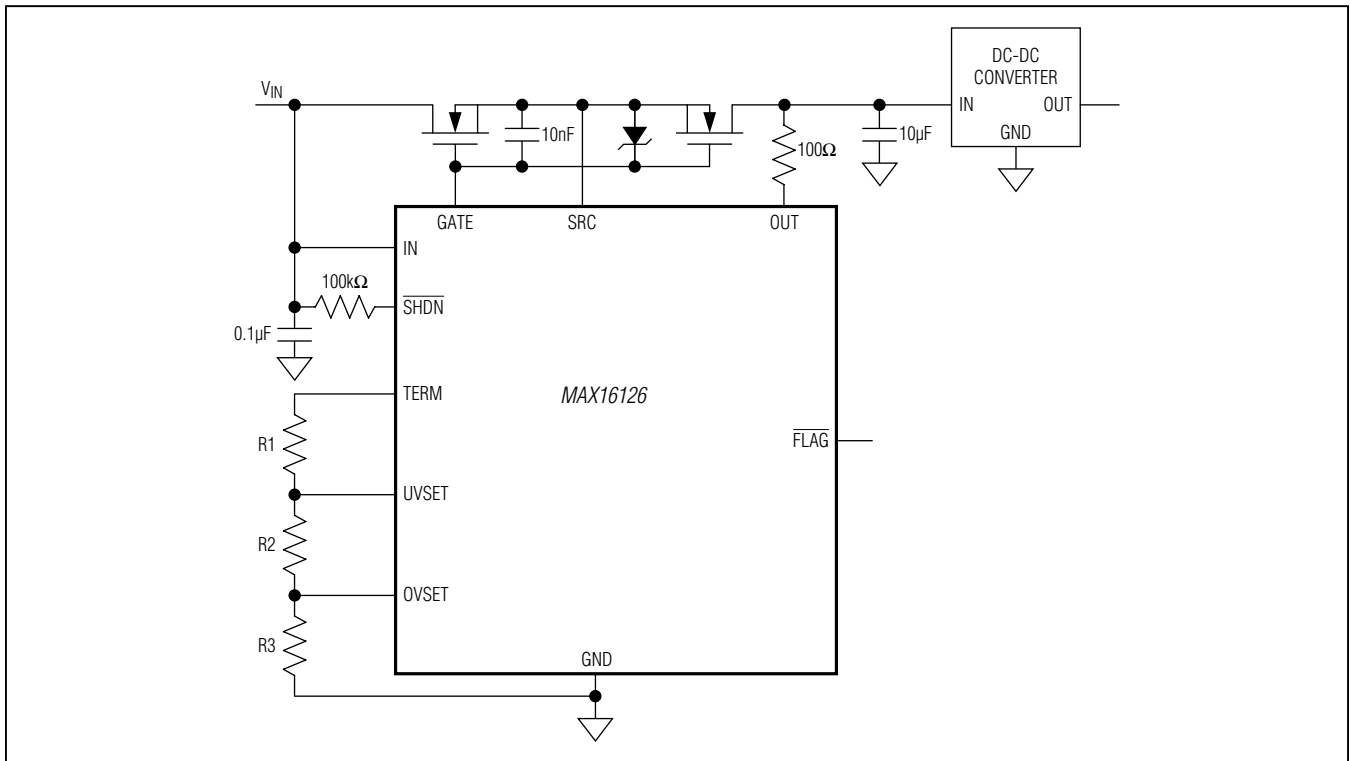 DC-DC
CONVERTER
IN
OUT
GND
VIN
10nF
100Ω
10µF
GATE
SRC
OUT
IN
100kΩ
SHDN
0.1µF
TERM
MAX16126
R1
FLAG
UVSET
R2
OVSET
R3
GND